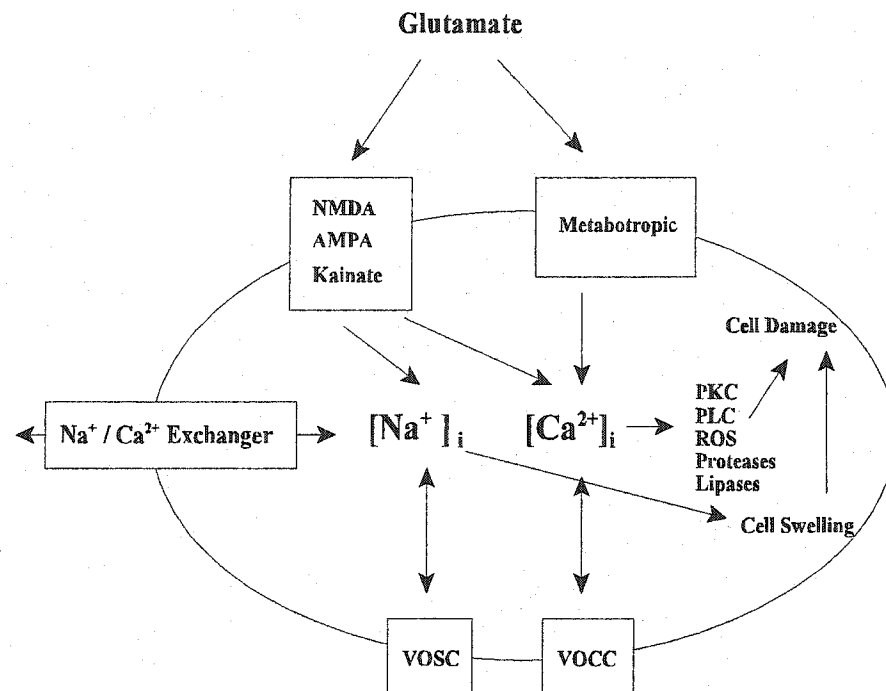 Glutamate
NMDA
AMPA
Kainate
Metabotropic
Cell Damage
PKC
PLC
ROS
Proteases
Lipases
Na⁺ / Ca²⁺ Exchanger
[Na⁺ ]ᵢ
[Ca²⁺]ᵢ
Cell Swelling
VOSC
VOCC